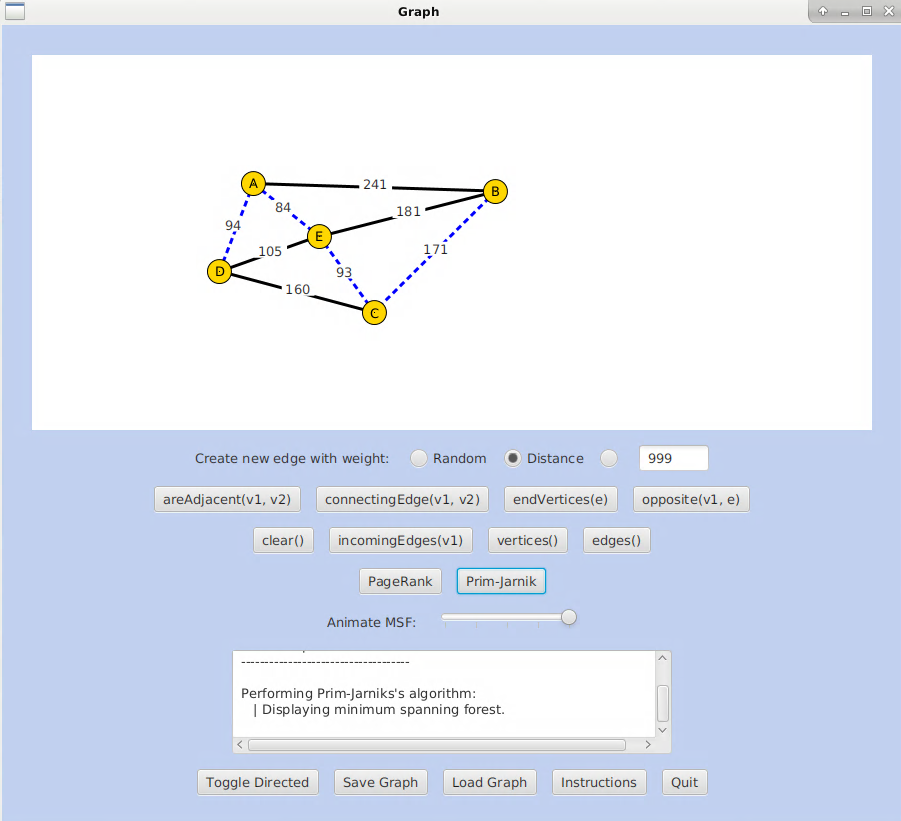 Graph
A
241
B
84
181
94
E
105
171
D
93
160
C
Create new edge with weight: Random Distance 999
areAdjacent(v1, v2) connectingEdge(v1, v2) endVertices(e) opposite(v1, e)
clear() incomingEdges(v1) vertices() edges()
PageRank Prim-Jarnik
Animate MSF:
------------------------------------
Performing Prim-Jarniks's algorithm:
| Displaying minimum spanning forest.
Toggle Directed Save Graph Load Graph Instructions Quit